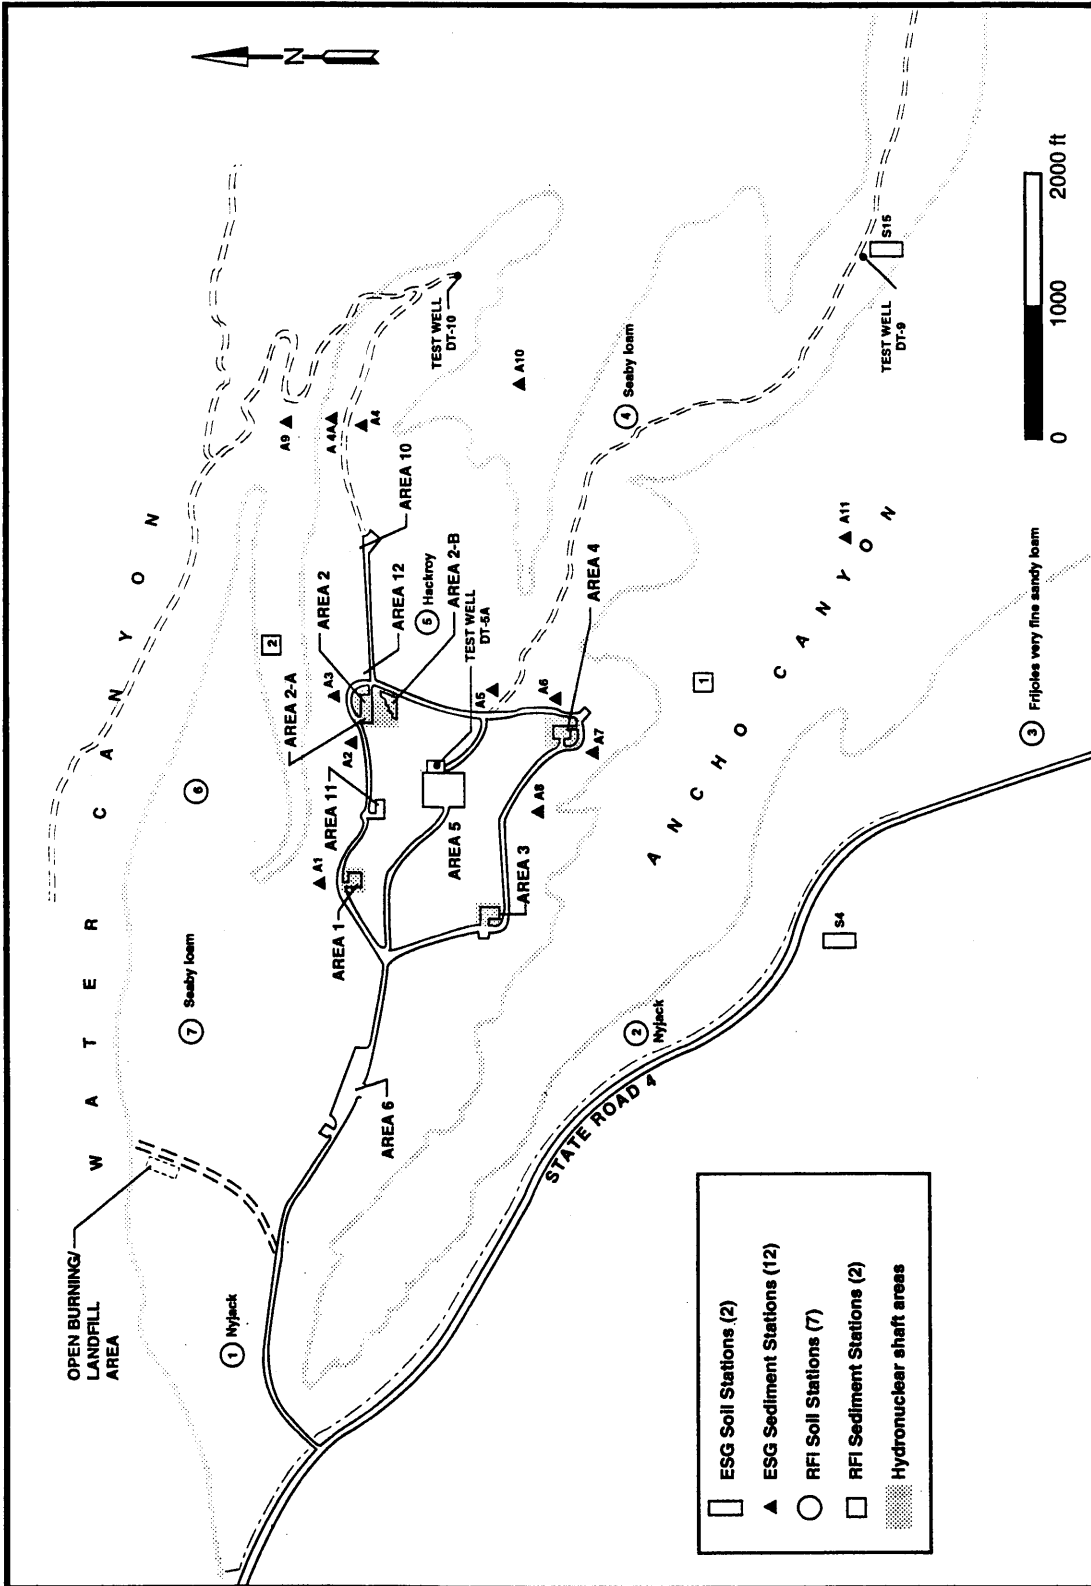 N
W A T E R C A N Y O N
OPEN BURNING/
LANDFILL
AREA
1
Nyjack
7
Seaby loam
6
2
A9
A 4A
A4
A1
A2
A3
AREA 1
AREA 11
AREA 2-A
AREA 2
AREA 12
AREA 10
5
Hackroy
AREA 2-B
TEST WELL
DT-5A
TEST WELL
DT-10
AREA 6
AREA 5
AREA 3
A5
A6
A7
A8
AREA 4
A10
4
Seaby loam
A N C H O C A N Y O N
1
A11
2
Nyjack
STATE ROAD 4
S4
3
Frijoles very fine sandy loam
TEST WELL
DT-9
S15
0 1000 2000 ft
ESG Soil Stations (2)
ESG Sediment Stations (12)
RFI Soil Stations (7)
RFI Sediment Stations (2)
Hydronuclear shaft areas